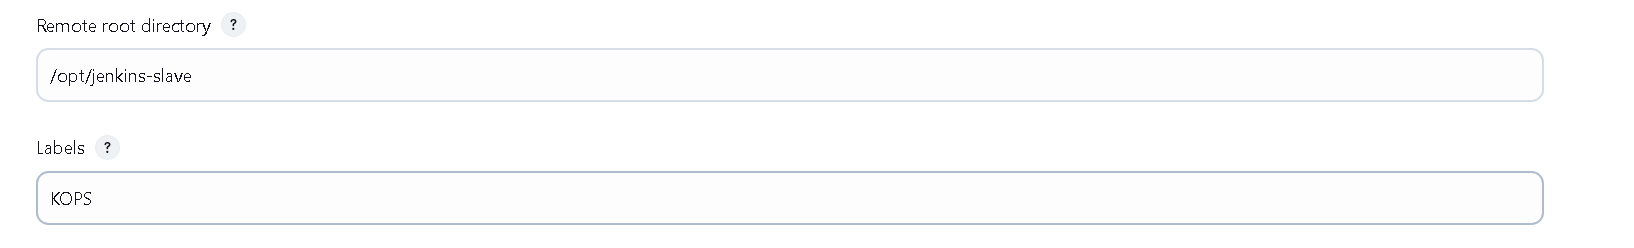 Remote root directory ?
/opt/jenkins-slave
Labels ?
KOPS